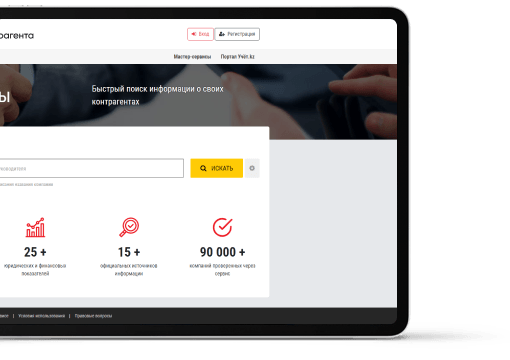 рагента
Вход
Регистрация
Мастер-сервисы Портал Учёт.kz
ы
Быстрый поиск информации о своих
контрагентах
ИСКАТЬ
25 +
юридических и финансовых
показателей
15 +
официальных источников
информации
90 000 +
компаний проверенных через
сервис
| Условия использования | Правовые вопросы